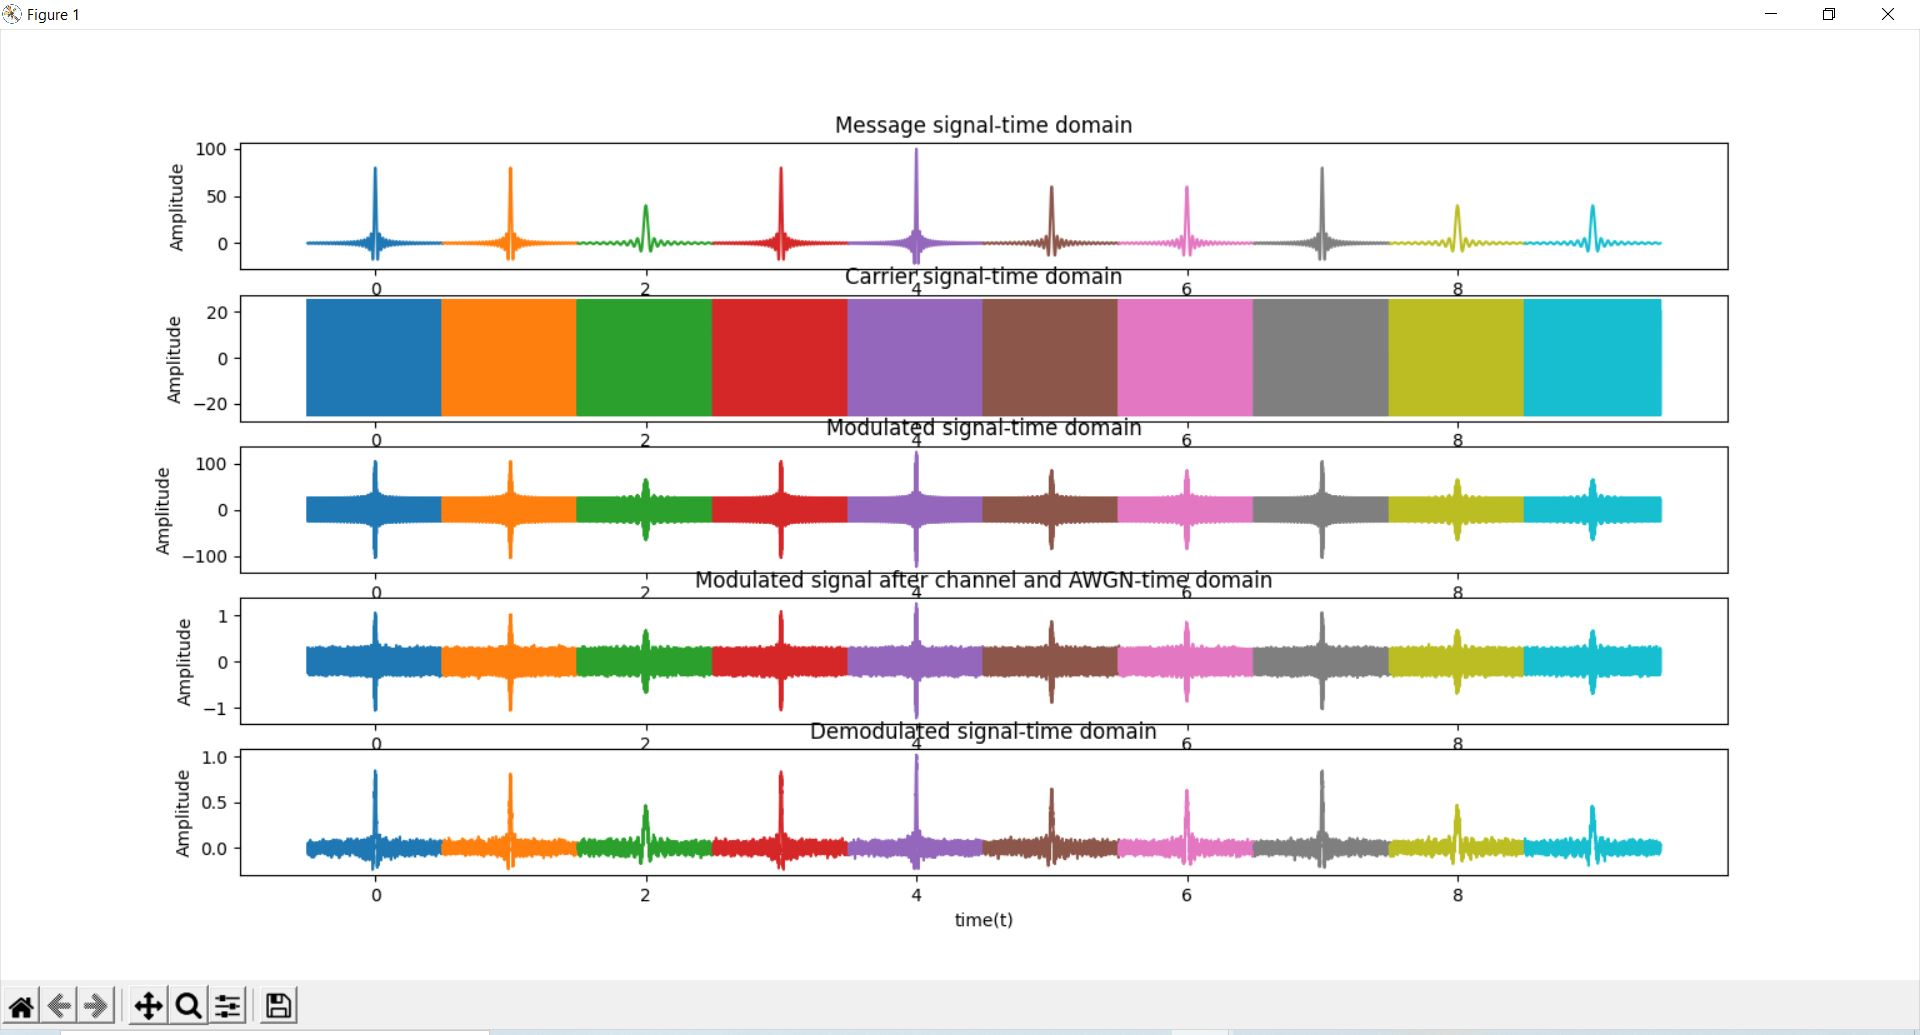 Figure 1
Message signal-time domain
Amplitude
100
50
0
0 2 4 6 8
Carrier signal-time domain
Amplitude
20
0
−20
0 2 4 6 8
Modulated signal-time domain
Amplitude
100
0
−100
0 2 4 6 8
Modulated signal after channel and AWGN-time domain
Amplitude
1
0
−1
0 2 4 6 8
Demodulated signal-time domain
Amplitude
1.0
0.5
0.0
0 2 4 6 8
time(t)